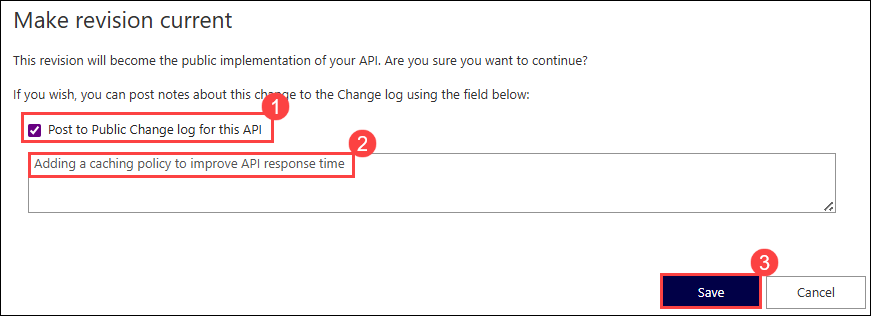 Make revision current
This revision will become the public implementation of your API. Are you sure you want to continue?
If you wish, you can post notes about this change to the Change log using the field below:
1
Post to Public Change log for this API
2
Adding a caching policy to improve API response time
3
Save Cancel